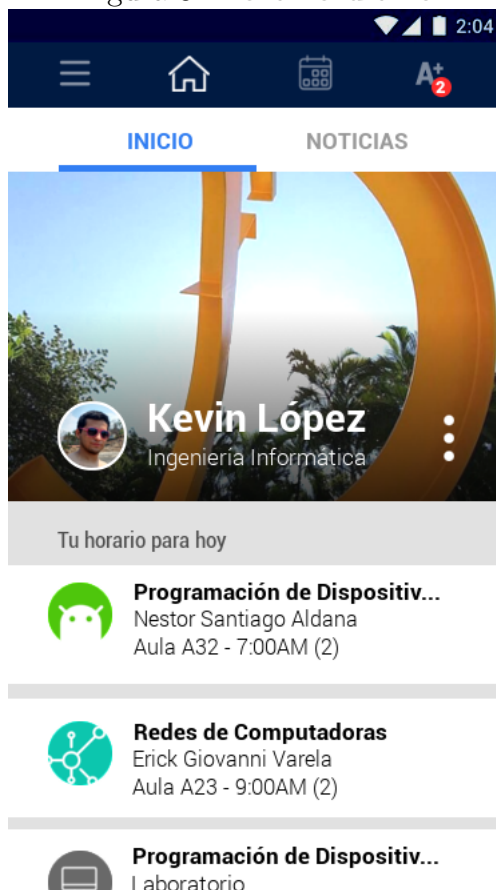 2:04
A+
2
INICIO
NOTICIAS
Kevin López
Ingeniería Informática
Tu horario para hoy
Programación de Dispositiv...
Nestor Santiago Aldana
Aula A32 - 7:00AM (2)
Redes de Computadoras
Erick Giovanni Varela
Aula A23 - 9:00AM (2)
Programación de Dispositiv...
Laboratorio